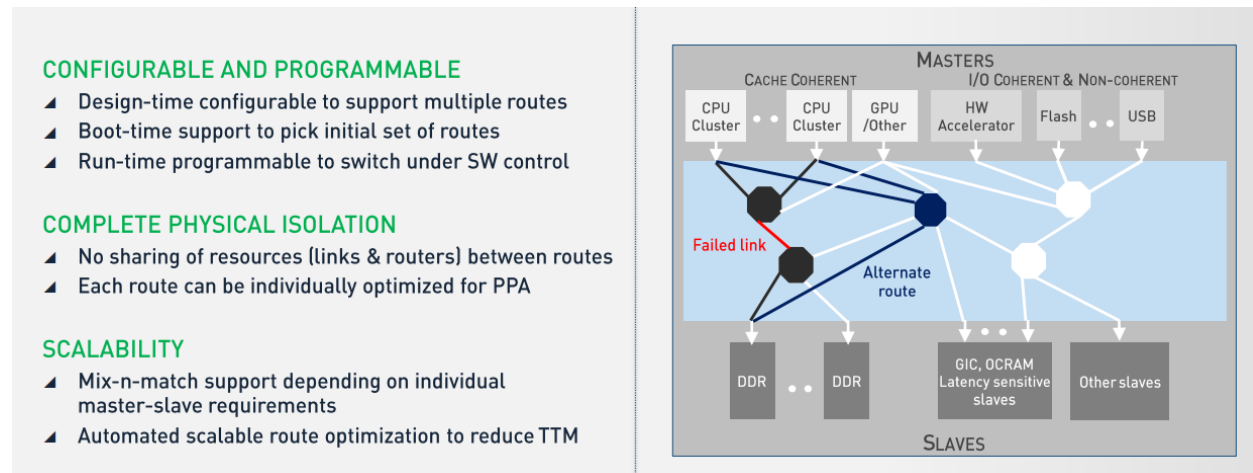 CONFIGURABLE AND PROGRAMMABLE
Design-time configurable to support multiple routes
Boot-time support to pick initial set of routes
Run-time programmable to switch under SW control
COMPLETE PHYSICAL ISOLATION
No sharing of resources (links & routers) between routes
Each route can be individually optimized for PPA
SCALABILITY
Mix-n-match support depending on individual
master-slave requirements
Automated scalable route optimization to reduce TTM
MASTERS
CACHE COHERENT
I/O COHERENT & NON-COHERENT
CPU
Cluster
CPU
Cluster
GPU
/Other
HW
Accelerator
Flash
USB
Failed link
Alternate
route
DDR
DDR
GIC, OCRAM
Latency sensitive
slaves
Other slaves
SLAVES